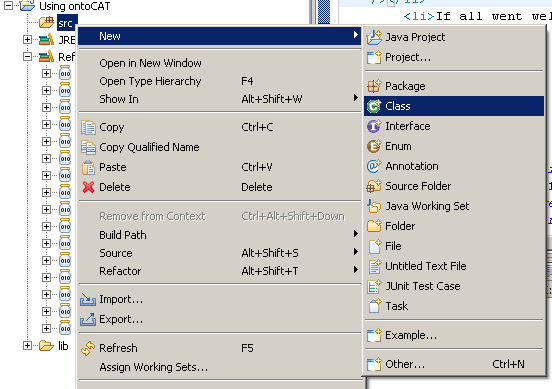 Using ontoCAT
</li>
<li>If all went wel
src
JRE
Ref
lib
New
Open in New Window
Open Type Hierarchy F4
Show In Alt+Shift+W
Copy Ctrl+C
Copy Qualified Name
Paste Ctrl+V
Delete Delete
Remove from Context Ctrl+Alt+Shift+Down
Build Path
Source Alt+Shift+S
Refactor Alt+Shift+T
Import...
Export...
Refresh F5
Assign Working Sets...
Java Project
Project...
Package
Class
Interface
Enum
Annotation
Source Folder
Java Working Set
Folder
File
Untitled Text File
JUnit Test Case
Task
Example...
Other... Ctrl+N